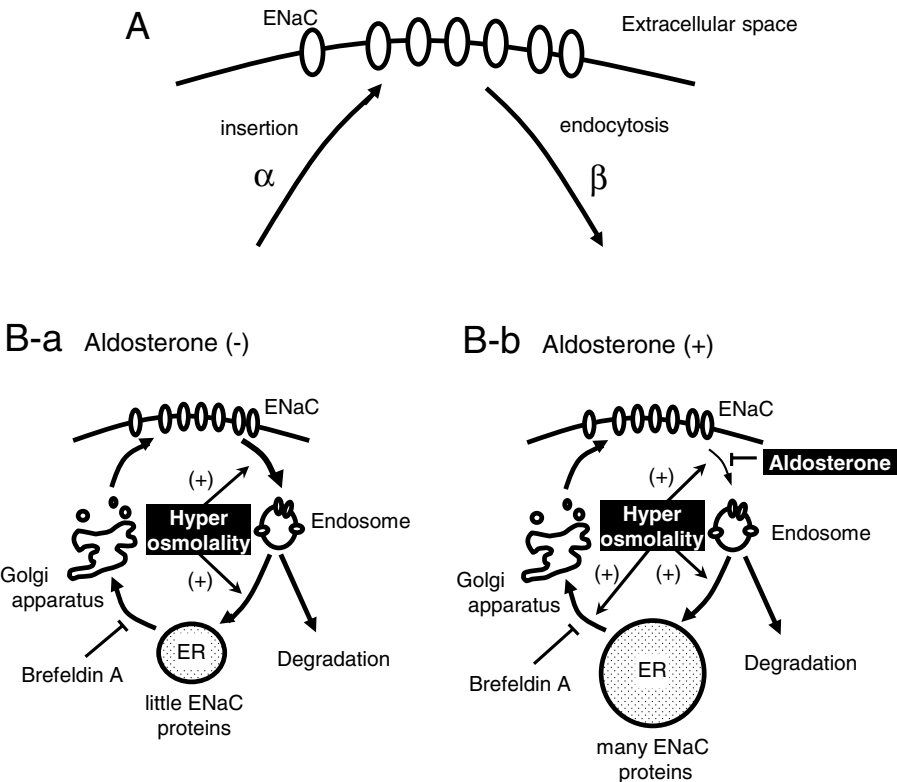 A
ENaC
Extracellular space
insertion
endocytosis
α
β
B-a Aldosterone (-)
ENaC
(+)
Hyper
osmolality
Endosome
(+)
Golgi
apparatus
ER
Brefeldin A
Degradation
little ENaC
proteins
B-b Aldosterone (+)
ENaC
Aldosterone
(+)
Hyper
osmolality
Endosome
(+) (+)
Golgi
apparatus
ER
Brefeldin A
Degradation
many ENaC
proteins